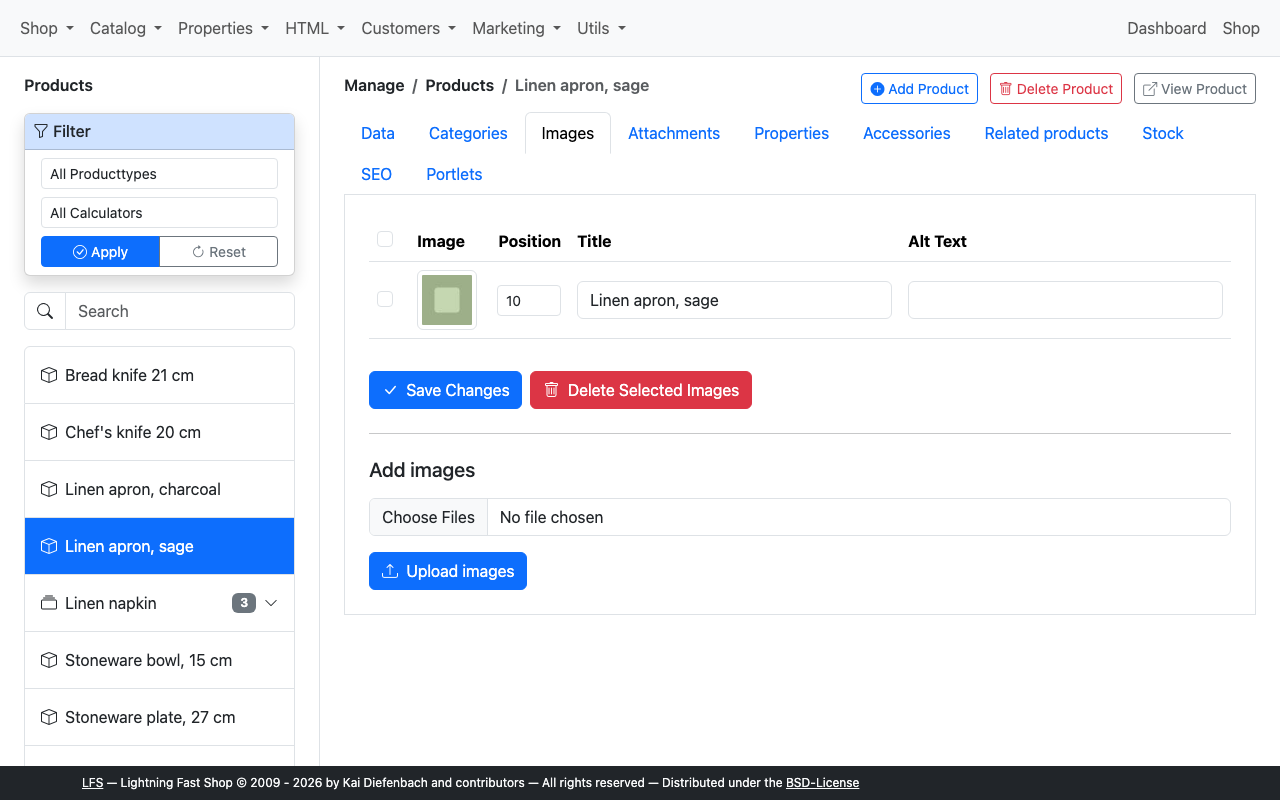 Shop Catalog Properties HTML Customers Marketing Utils Dashboard Shop
Products
Filter
All Producttypes
All Calculators
Apply Reset
Search
Bread knife 21 cm
Chef's knife 20 cm
Linen apron, charcoal
Linen apron, sage
Linen napkin 3
Stoneware bowl, 15 cm
Stoneware plate, 27 cm
Manage / Products / Linen apron, sage
Add Product Delete Product View Product
Data Categories Images Attachments Properties Accessories Related products Stock
SEO Portlets
Image Position Title Alt Text
10 Linen apron, sage
Save Changes Delete Selected Images
Add images
Choose Files No file chosen
Upload images
LFS — Lightning Fast Shop © 2009 - 2026 by Kai Diefenbach and contributors — All rights reserved — Distributed under the BSD-License